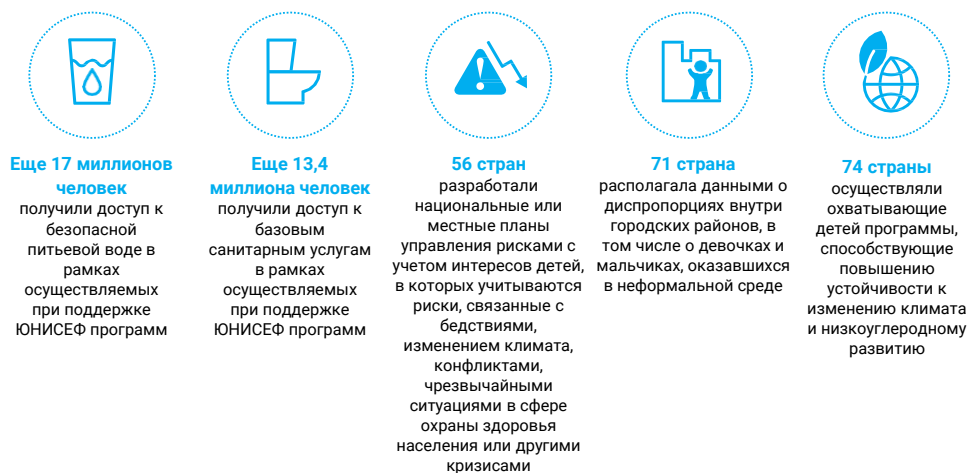 Еще 17 миллионов
человек
получили доступ к
безопасной
питьевой воде в
рамках
осуществляемых
при поддержке
ЮНИСЕФ программ
Еще 13,4
миллиона человек
получили доступ к
базовым
санитарным услугам
в рамках
осуществляемых
при поддержке
ЮНИСЕФ программ
56 стран
разработали
национальные или
местные планы
управления рисками с
учетом интересов детей,
в которых учитываются
риски, связанные с
бедствиями,
изменением климата,
конфликтами,
чрезвычайными
ситуациями в сфере
охраны здоровья
населения или другими
кризисами
71 страна
располагала данными о
диспропорциях внутри
городских районов, в
том числе о девочках и
мальчиках, оказавшихся
в неформальной среде
74 страны
осуществляли
охватывающие
детей программы,
способствующие
повышению
устойчивости к
изменению климата
и низкоуглеродному
развитию